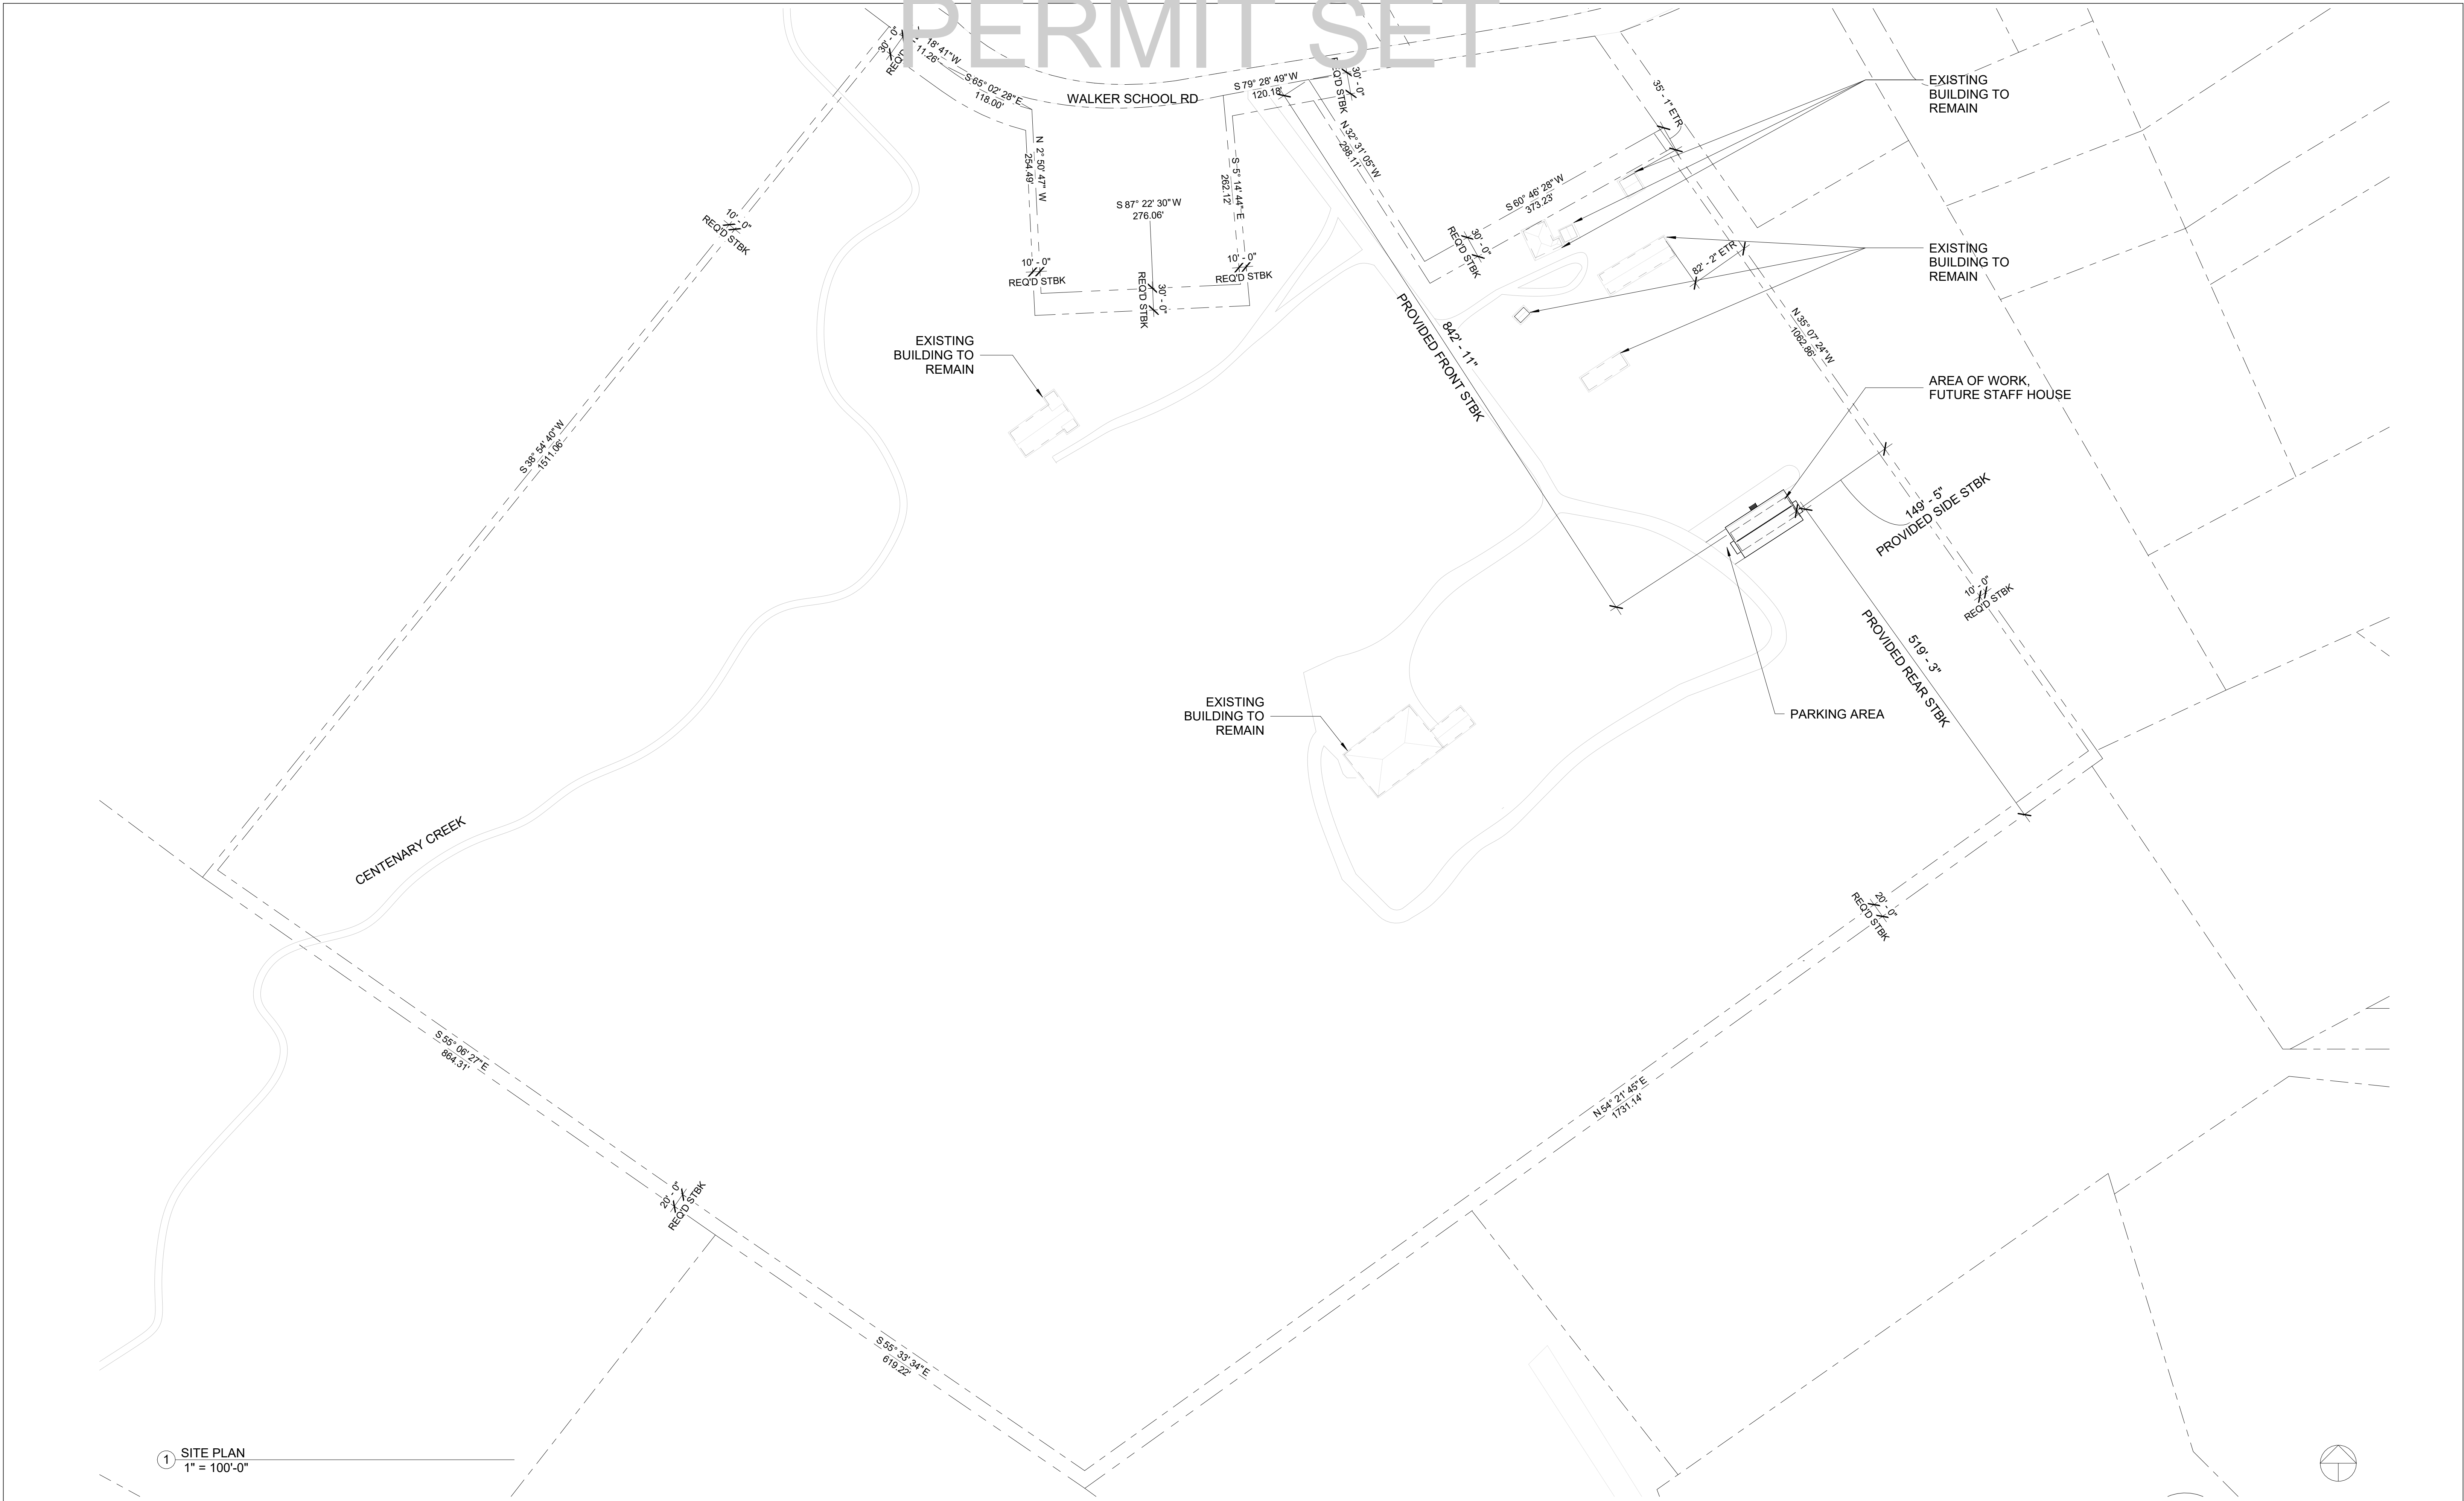 PERMIT SET
30' - 0"
REQ'D
18' 41" W
11.26'
S 65° 02' 28" E
118.00'
WALKER SCHOOL RD
S 79° 28' 49" W
120.18'
30' - 0"
REQ'D STBK
35' - 1" ETR
EXISTING
BUILDING TO
REMAIN
N 2° 50' 47" W
254.49'
S 5° 14' 44" E
262.12'
N 32° 31' 05" W
298.11'
S 87° 22' 30" W
276.06'
S 60° 46' 28" W
373.23'
10' - 0"
REQ'D STBK
30' - 0"
REQ'D STBK
82' - 2" ETR
EXISTING
BUILDING TO
REMAIN
10' - 0"
REQ'D STBK
10' - 0"
REQ'D STBK
30' - 0"
REQ'D STBK
EXISTING
BUILDING TO
REMAIN
842' - 11"
PROVIDED FRONT STBK
N 35° 07' 24" W
1062.86'
AREA OF WORK,
FUTURE STAFF HOUSE
S 38° 54' 40" W
1511.06'
149' - 5"
PROVIDED SIDE STBK
10' - 0"
REQ'D STBK
519' - 3"
PROVIDED REAR STBK
EXISTING
BUILDING TO
REMAIN
PARKING AREA
CENTENARY CREEK
20' - 0"
REQ'D STBK
S 55° 06' 27" E
864.31'
N 54° 21' 45" E
1731.14'
20' - 0"
REQ'D STBK
S 55° 33' 34" E
619.22'
1
SITE PLAN
1" = 100'-0"